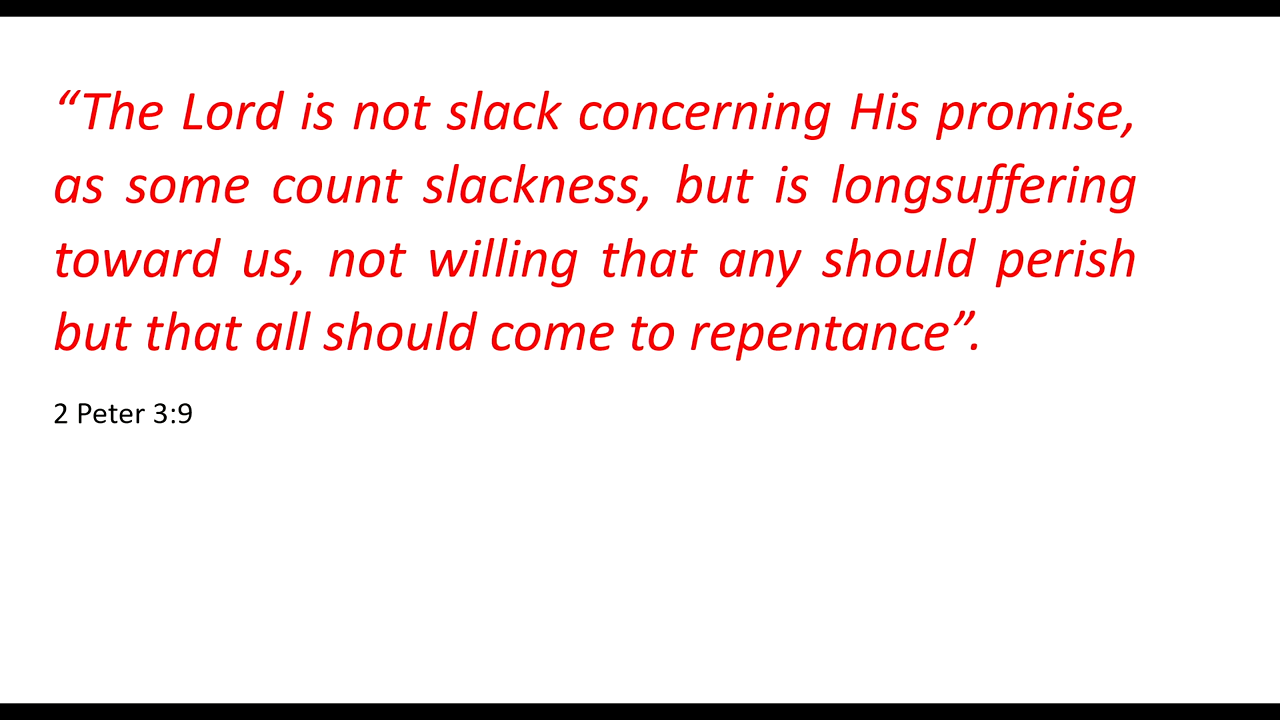 “The Lord is not slack concerning His promise,
as some count slackness, but is longsuffering
toward us, not willing that any should perish
but that all should come to repentance”.
2 Peter 3:9